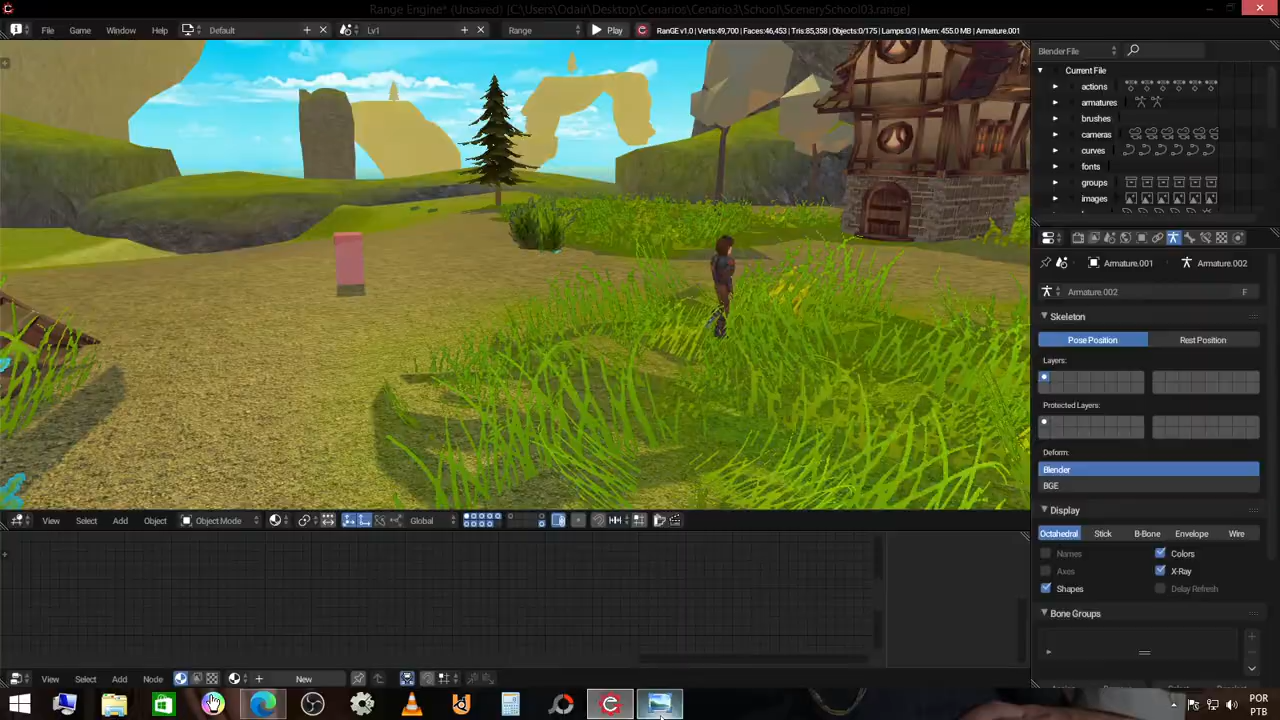 Range Engine* (Unsaved) [C:\Users\Odair\Desktop\Cenarios\Cenario3\School\ScenerySchool03.range]
File Game Window Help Default Lv1 Range Play RanGE v1.0 | Verts:49,700 | Faces:46,453 | Tris:85,358 | Objects:0/175 | Lamps:0/3 | Mem: 455.0 MB | Armature.001
Blender File
Current File
actions
armatures
brushes
cameras
curves
fonts
groups
images
Armature.001 Armature.002
Armature.002 F
Skeleton
Pose Position Rest Position
Layers:
Protected Layers:
Deform:
Blender
BGE
Display
Octahedral Stick B-Bone Envelope Wire
Names Colors
Axes X-Ray
Shapes Delay Refresh
Bone Groups
View Select Add Object Object Mode Global
View Select Add Node New
POR
PTB